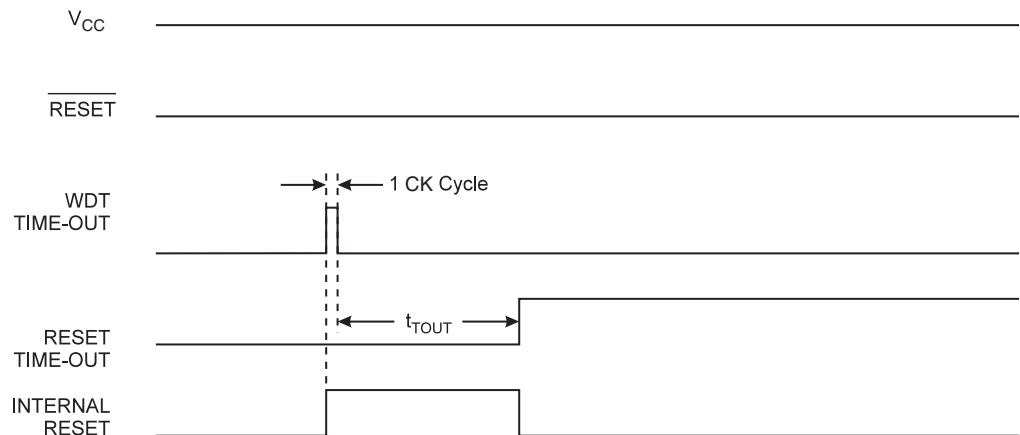 VCC
RESET
1 CK Cycle
WDT
TIME-OUT
tTOUT
RESET
TIME-OUT
INTERNAL
RESET